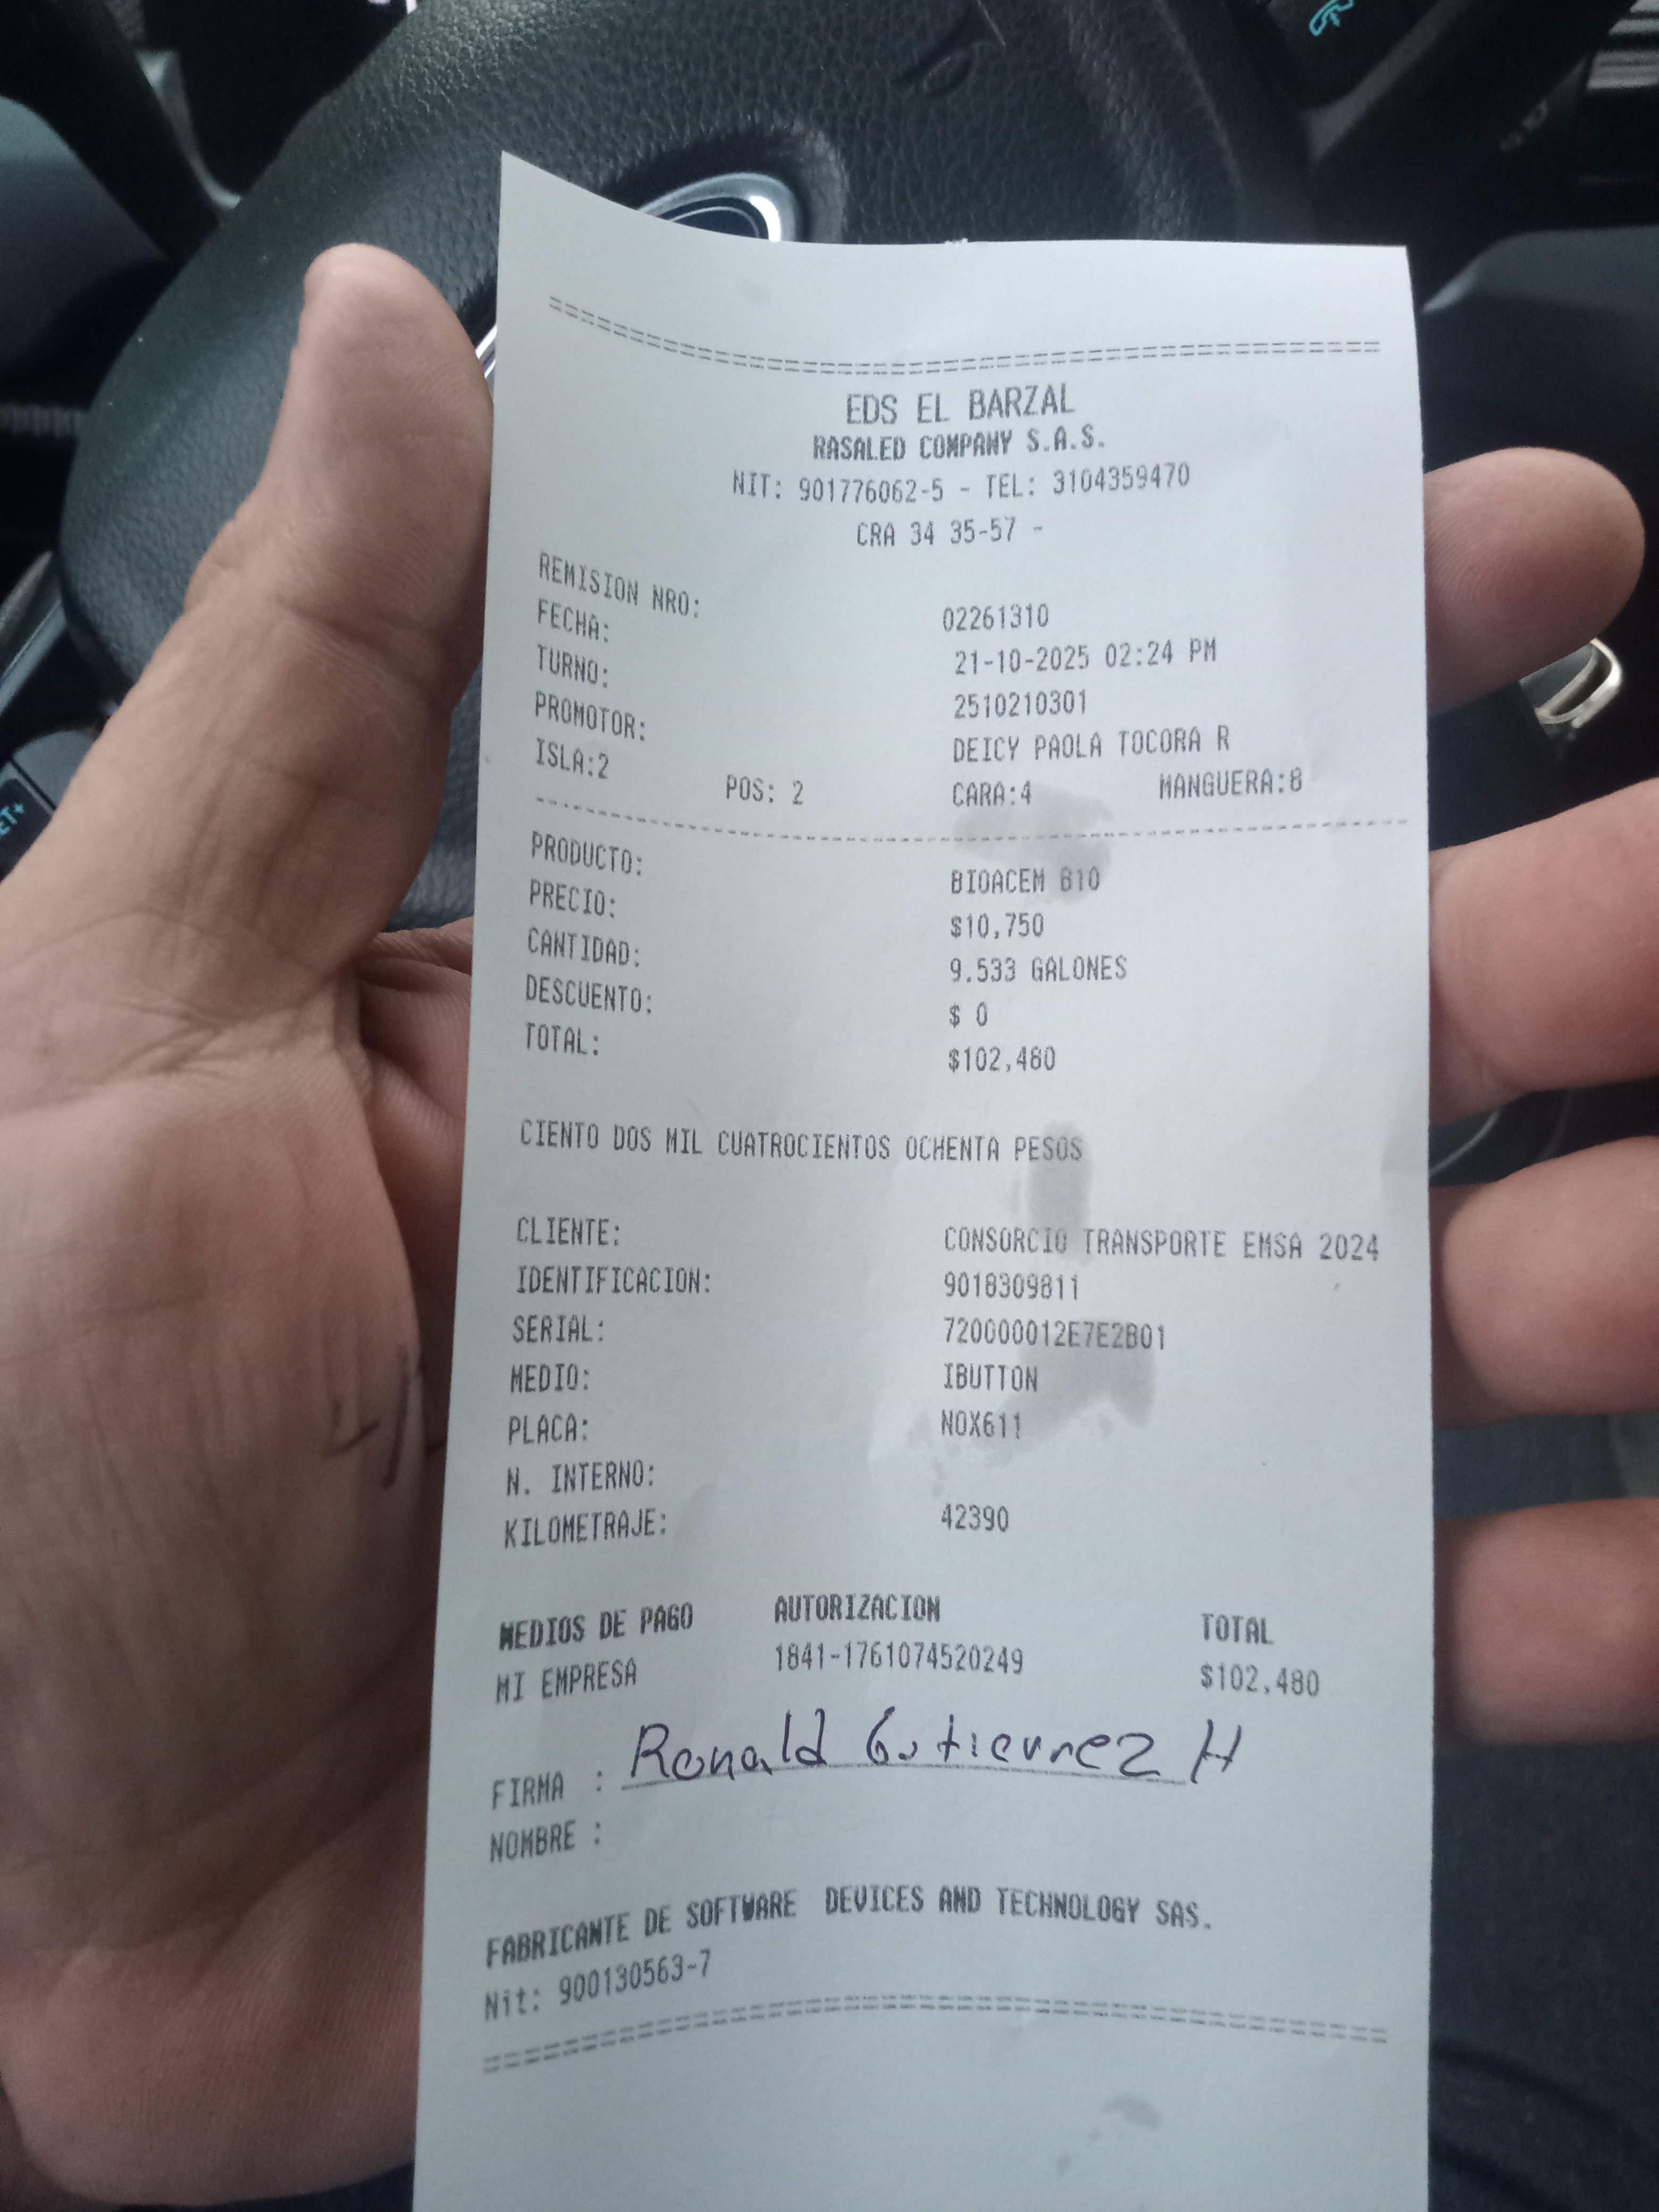 EDS EL BARZAL
RASALED COMPANY S.A.S.
NIT: 901776062-5 - TEL: 3104359470
CRA 34 35-57 -
REMISION NRO: 02261310
FECHA: 21-10-2025 02:24 PM
TURNO: 2510210301
PROMOTOR: DEICY PAOLA TOCORA R
ISLA:2 POS: 2 CARA:4 MANGUERA:8
PRODUCTO: BIOACEM B10
PRECIO: $10,750
CANTIDAD: 9.533 GALONES
DESCUENTO: $ 0
TOTAL: $102,480
CIENTO DOS MIL CUATROCIENTOS OCHENTA PESOS
CLIENTE: CONSORCIO TRANSPORTE EMSA 2024
IDENTIFICACION: 9018309811
SERIAL: 720000012E7E2B01
MEDIO: IBUTTON
PLACA: NOX611
N. INTERNO:
KILOMETRAJE: 42390
MEDIOS DE PAGO AUTORIZACION TOTAL
MI EMPRESA 1841-1761074520249 $102,480
FIRMA : Ronald Gutierrez H
NOMBRE :
FABRICANTE DE SOFTWARE DEVICES AND TECHNOLOGY SAS.
Nit: 900130563-7